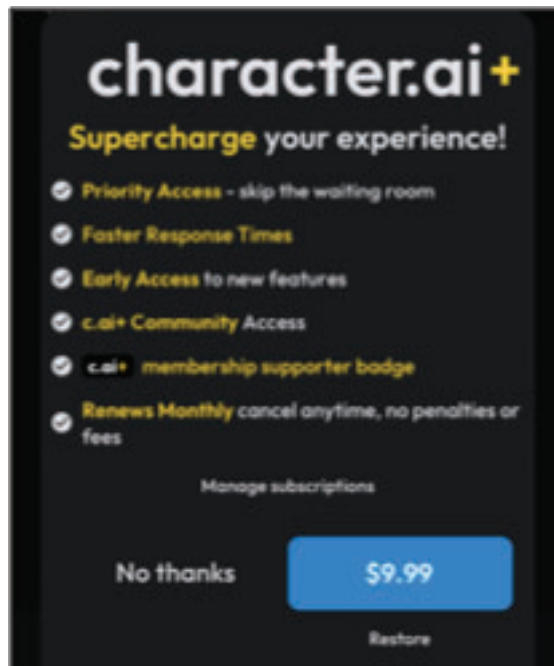 character.ai+
Supercharge your experience!
Priority Access - skip the waiting room
Faster Response Times
Early Access to new features
c.ai+ Community Access
c.ai+ membership supporter badge
Renews Monthly cancel anytime, no penalties or
fees
Manage subscriptions
No thanks
$9.99
Restore